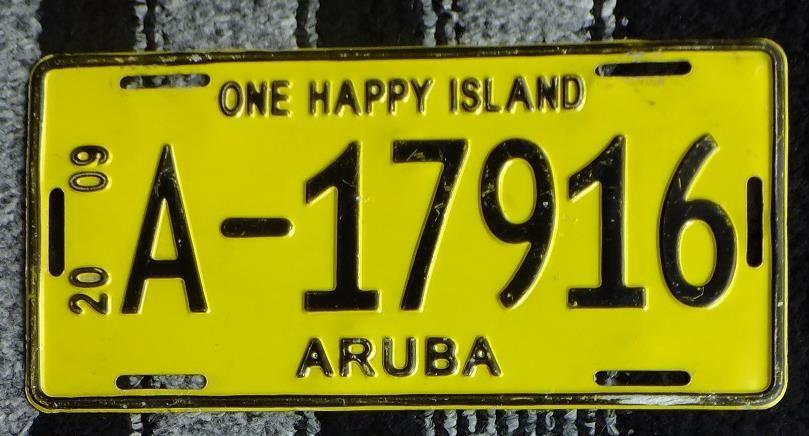 ONE HAPPY ISLAND
20 09
A-17916
ARUBA